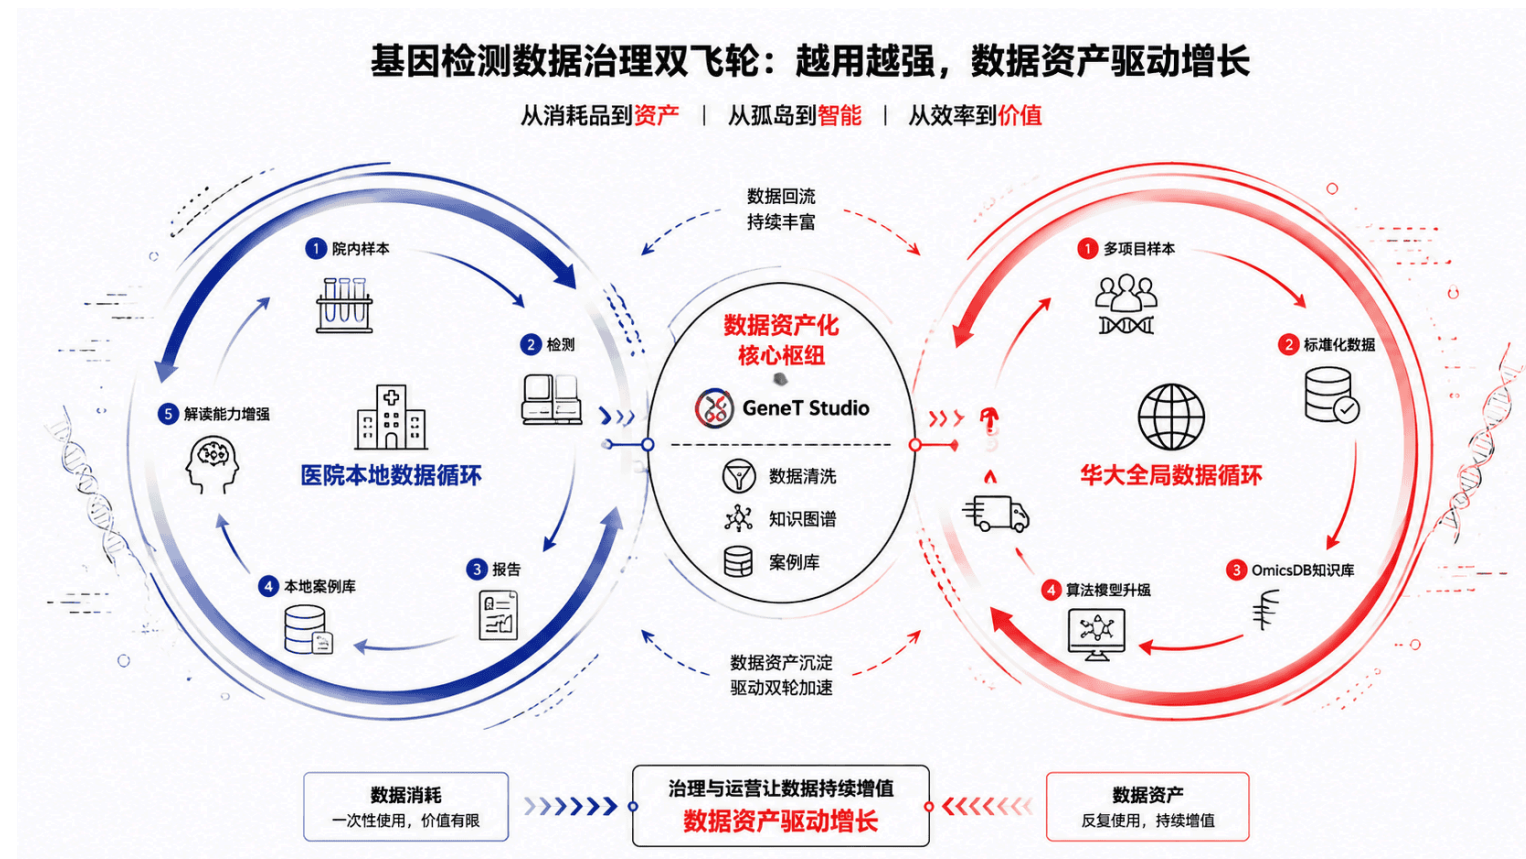 基因检测数据治理双飞轮：越用越强，数据资产驱动增长
从消耗品到资产 | 从孤岛到智能 | 从效率到价值
数据回流
持续丰富
1 院内样本
2 检测
3 报告
4 本地案例库
5 解读能力增强
医院本地数据循环
数据资产化
核心枢纽
GeneT Studio
数据清洗
知识图谱
案例库
1 多项目样本
2 标准化数据
3 OmicsDB知识库
4 算法模型升级
华大全局数据循环
数据资产沉淀
驱动双轮加速
数据消耗
一次性使用，价值有限
治理与运营让数据持续增值
数据资产驱动增长
数据资产
反复使用，持续增值